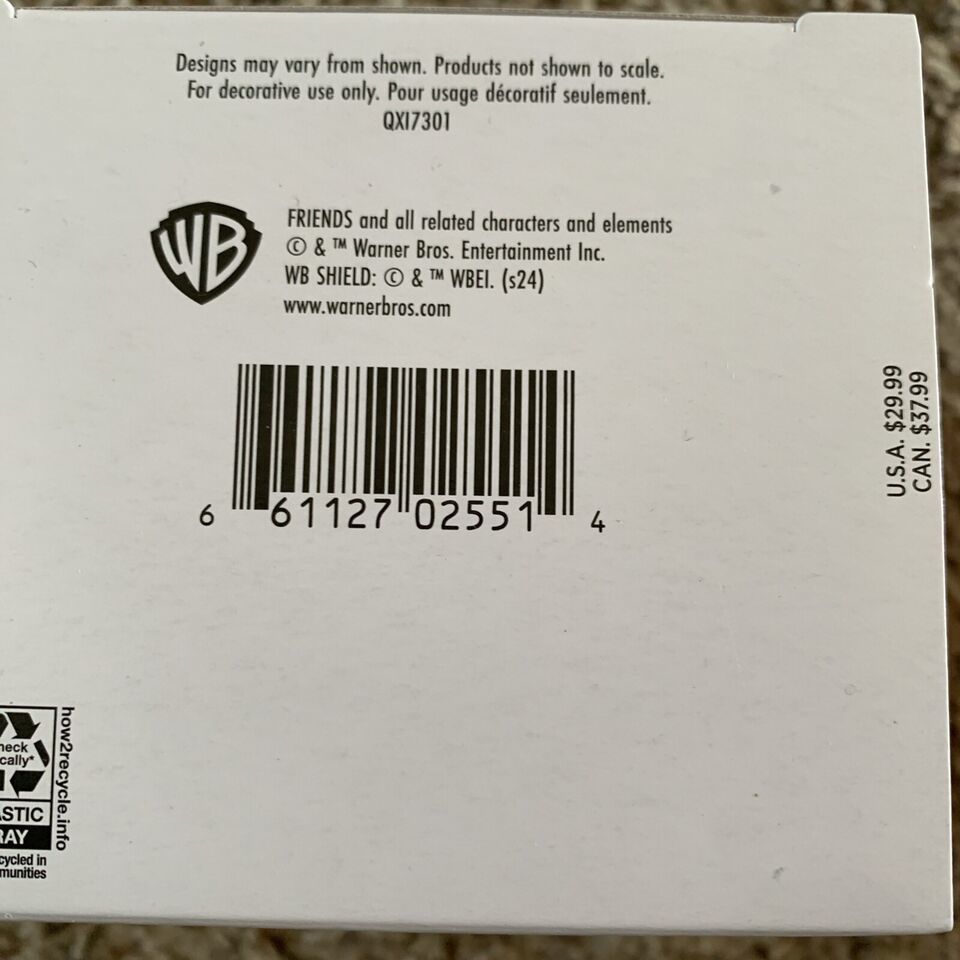 Designs may vary from shown. Products not shown to scale.
For decorative use only. Pour usage décoratif seulement.
QXI7301
WB
FRIENDS and all related characters and elements
© & ™ Warner Bros. Entertainment Inc.
WB SHIELD: © & ™ WBEI. (s24)
www.warnerbros.com
6 61127 02551 4
U.S.A. $29.99
CAN. $37.99
how2recycle.info
heck
cally*
ASTIC
RAY
cycled in
munities